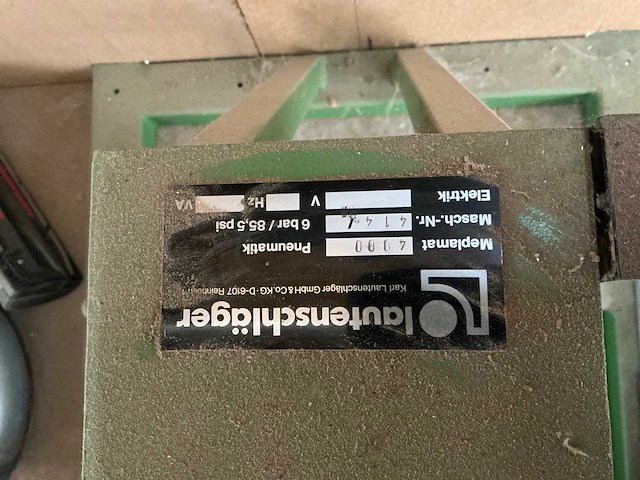 lautenschläger
Karl Lautenschläger GmbH & Co. KG · D-6107 Reinheim
Meplamat 4000 Pneumatik
Masch.-Nr. 6 bar / 85,5 psi
Elektrik V Hz VA